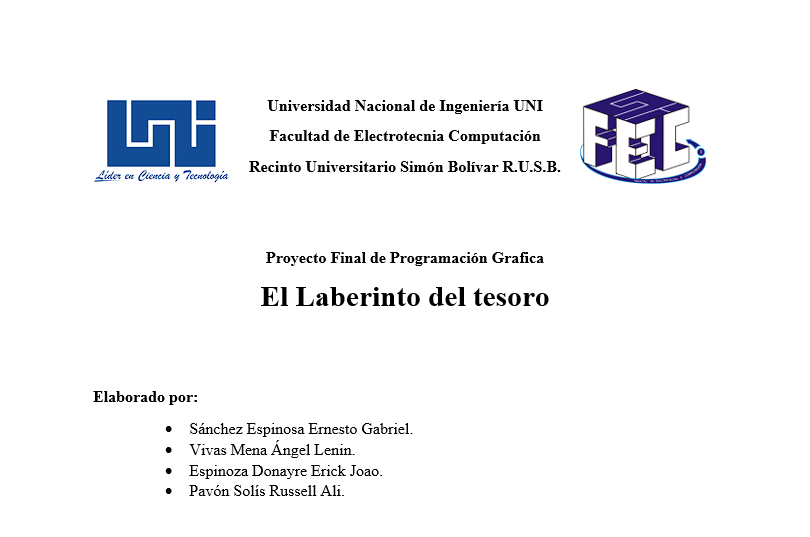 uni
Líder en Ciencia y Tecnología
Universidad Nacional de Ingeniería UNI
Facultad de Electrotecnia Computación
Recinto Universitario Simón Bolívar R.U.S.B.
FEC
Proyecto Final de Programación Grafica
El Laberinto del tesoro
Elaborado por:
• Sánchez Espinosa Ernesto Gabriel.
• Vivas Mena Ángel Lenin.
• Espinoza Donayre Erick Joao.
• Pavón Solís Russell Ali.